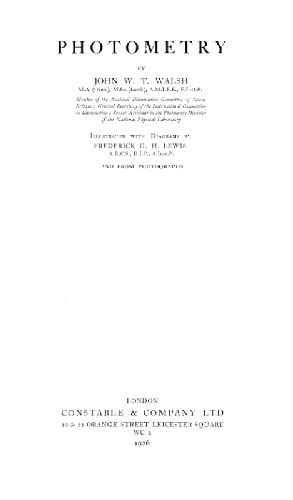 PHOTOMETRY
BY
JOHN W. T. WALSH
M.A. (Oxon.), M.Sc. (Lond.), A.M.I.E.E., F.Inst.P.
Member of the National Illumination Committee of Great
Britain; General Secretary of the International Commission
on Illumination; Senior Assistant in the Photometry Division
of the National Physical Laboratory
ILLUSTRATED WITH DIAGRAMS BY
FREDERICK G. H. LEWIS
A.R.C.S., D.I.C., A.Inst.P.
AND FROM PHOTOGRAPHS
LONDON
CONSTABLE & COMPANY LTD
10 & 12 ORANGE STREET LEICESTER SQUARE
WC 2
1926